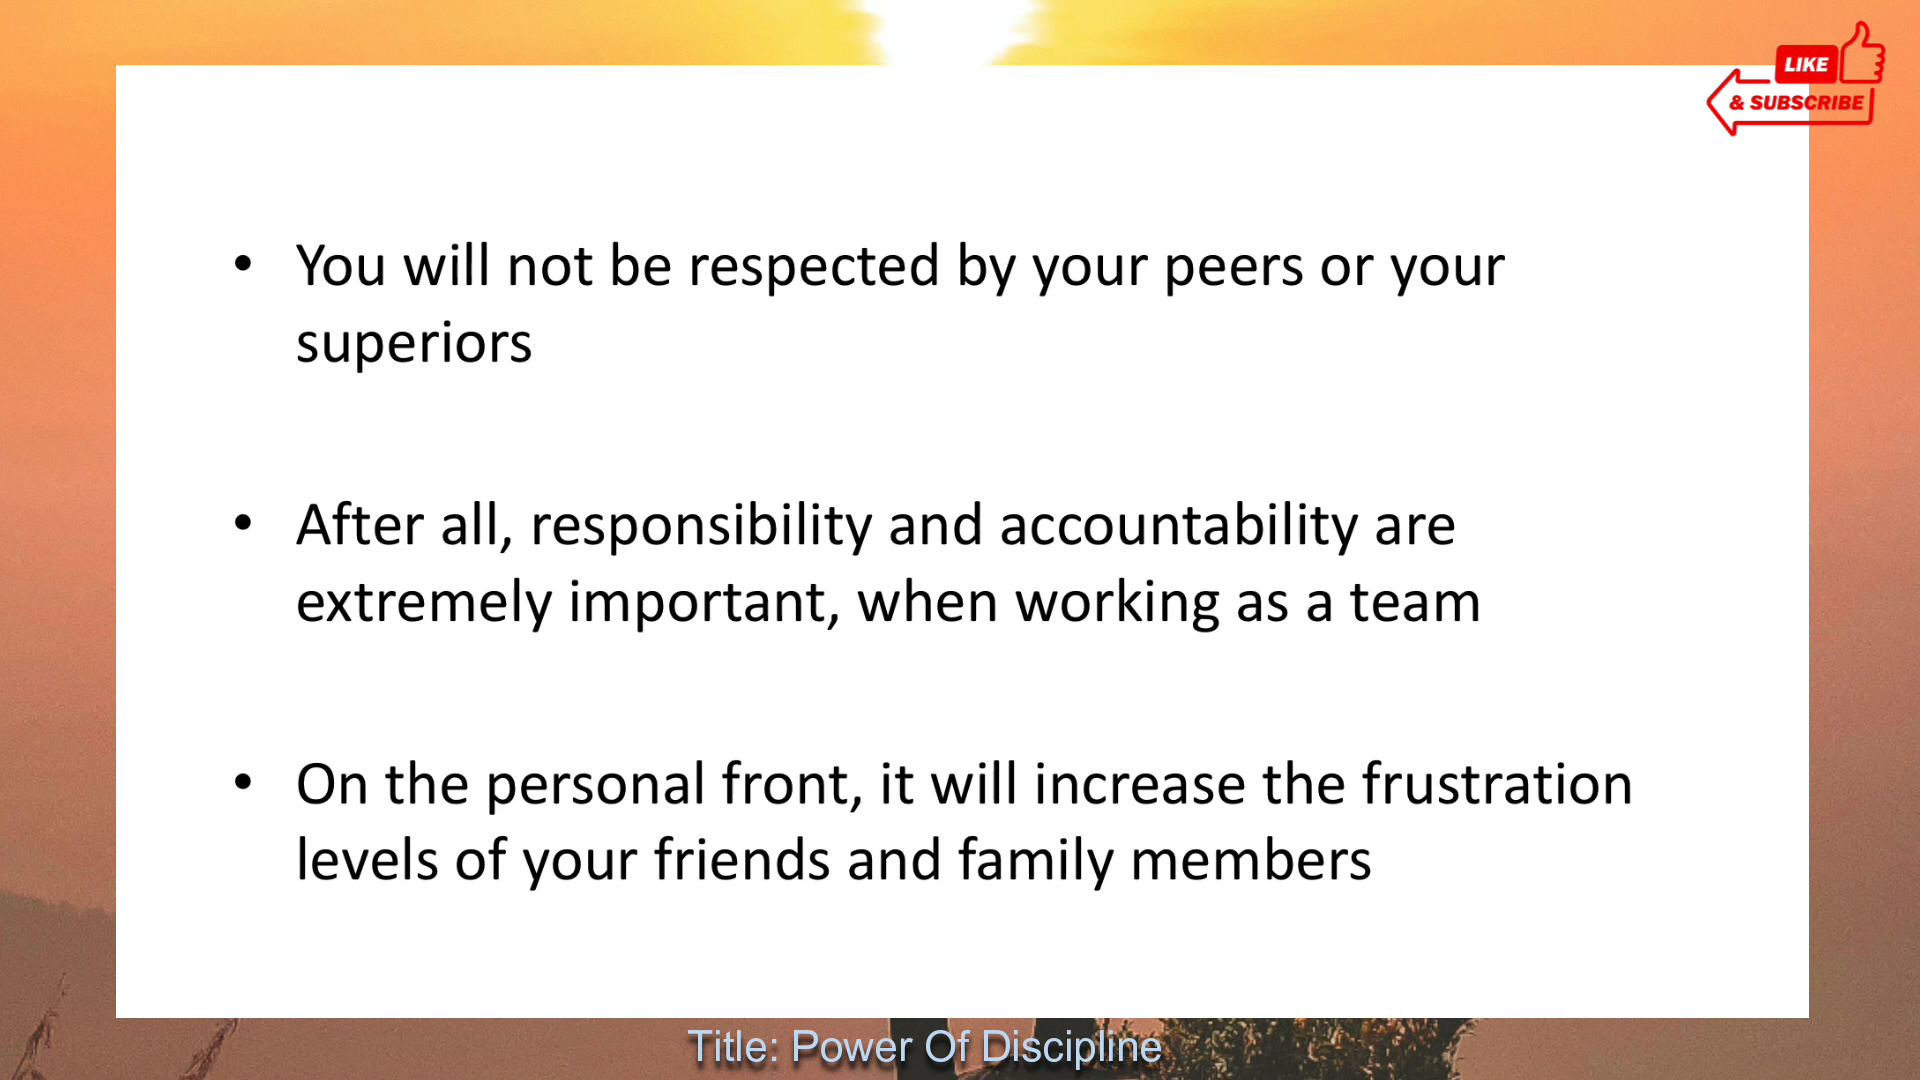 LIKE
& SUBSCRIBE
• You will not be respected by your peers or your
superiors
• After all, responsibility and accountability are
extremely important, when working as a team
• On the personal front, it will increase the frustration
levels of your friends and family members
Title: Power Of Discipline